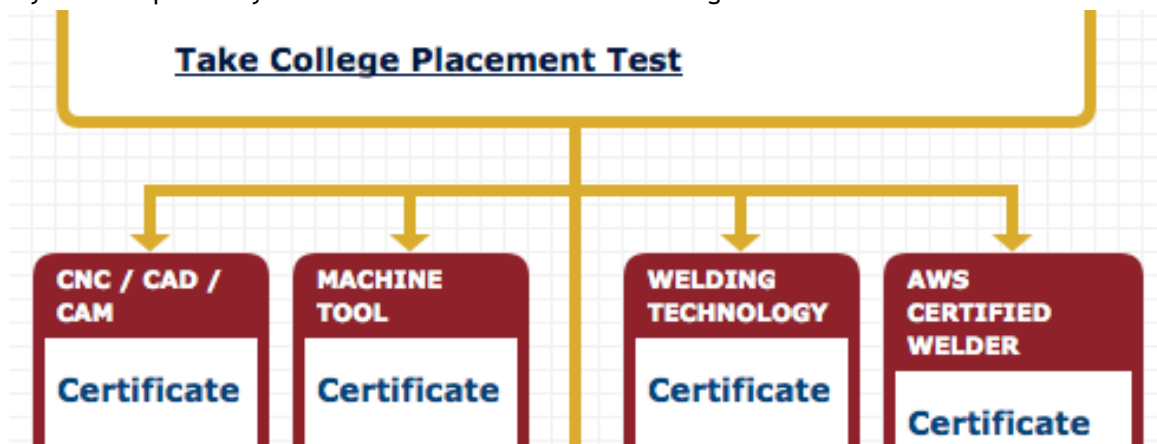 Take College Placement Test
CNC / CAD /
CAM
Certificate
MACHINE
TOOL
Certificate
WELDING
TECHNOLOGY
Certificate
AWS
CERTIFIED
WELDER
Certificate